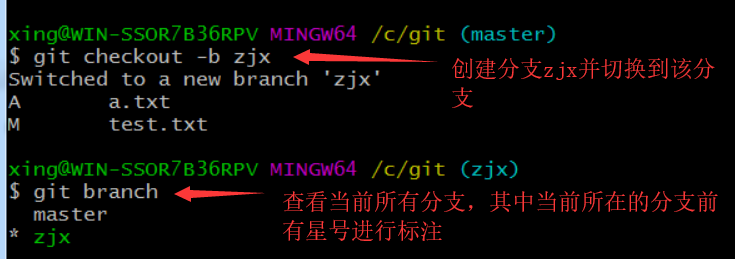 xing@WIN-SSOR7B36RPV MINGW64 /c/git (master)
$ git checkout -b zjx
创建分支zjx并切换到该分
支
Switched to a new branch 'zjx'
A       a.txt
M       test.txt
xing@WIN-SSOR7B36RPV MINGW64 /c/git (zjx)
$ git branch
查看当前所有分支，其中当前所在的分支前
有星号进行标注
  master
* zjx